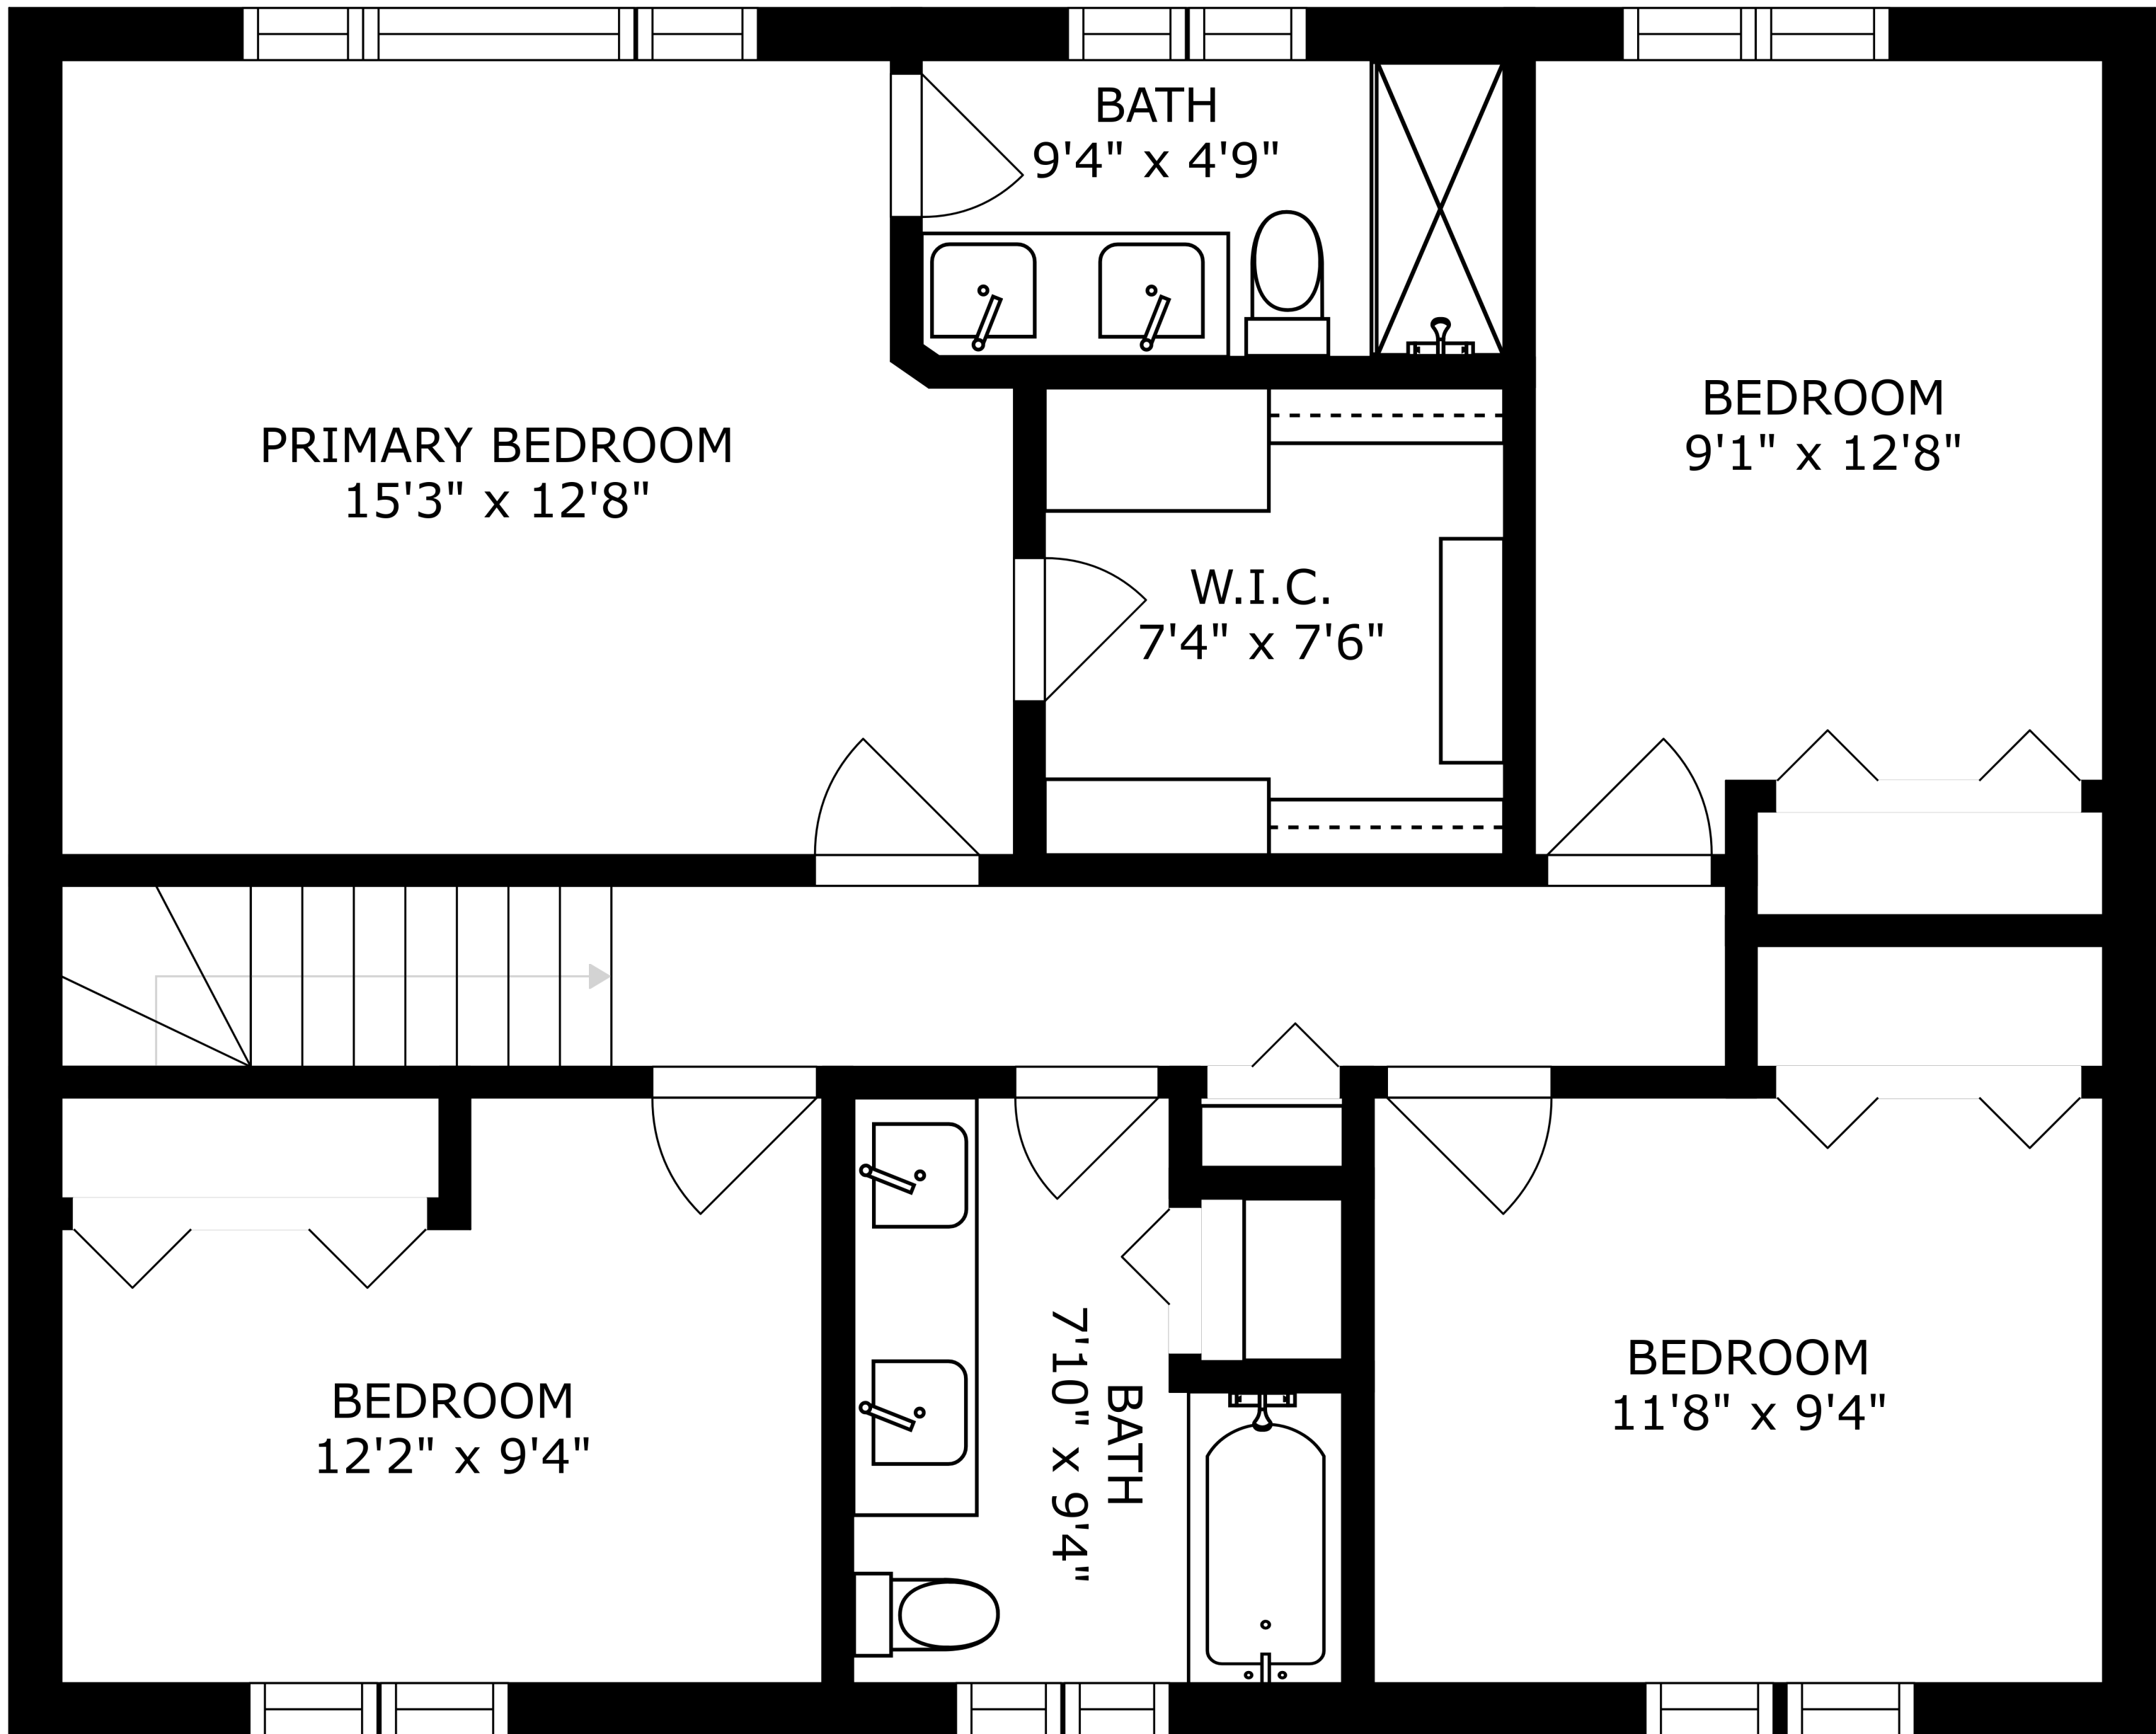 BATH
9'4" x 4'9"
PRIMARY BEDROOM
15'3" x 12'8"
BEDROOM
9'1" x 12'8"
W.I.C.
7'4" x 7'6"
BEDROOM
12'2" x 9'4"
BATH
7'10" x 9'4"
BEDROOM
11'8" x 9'4"